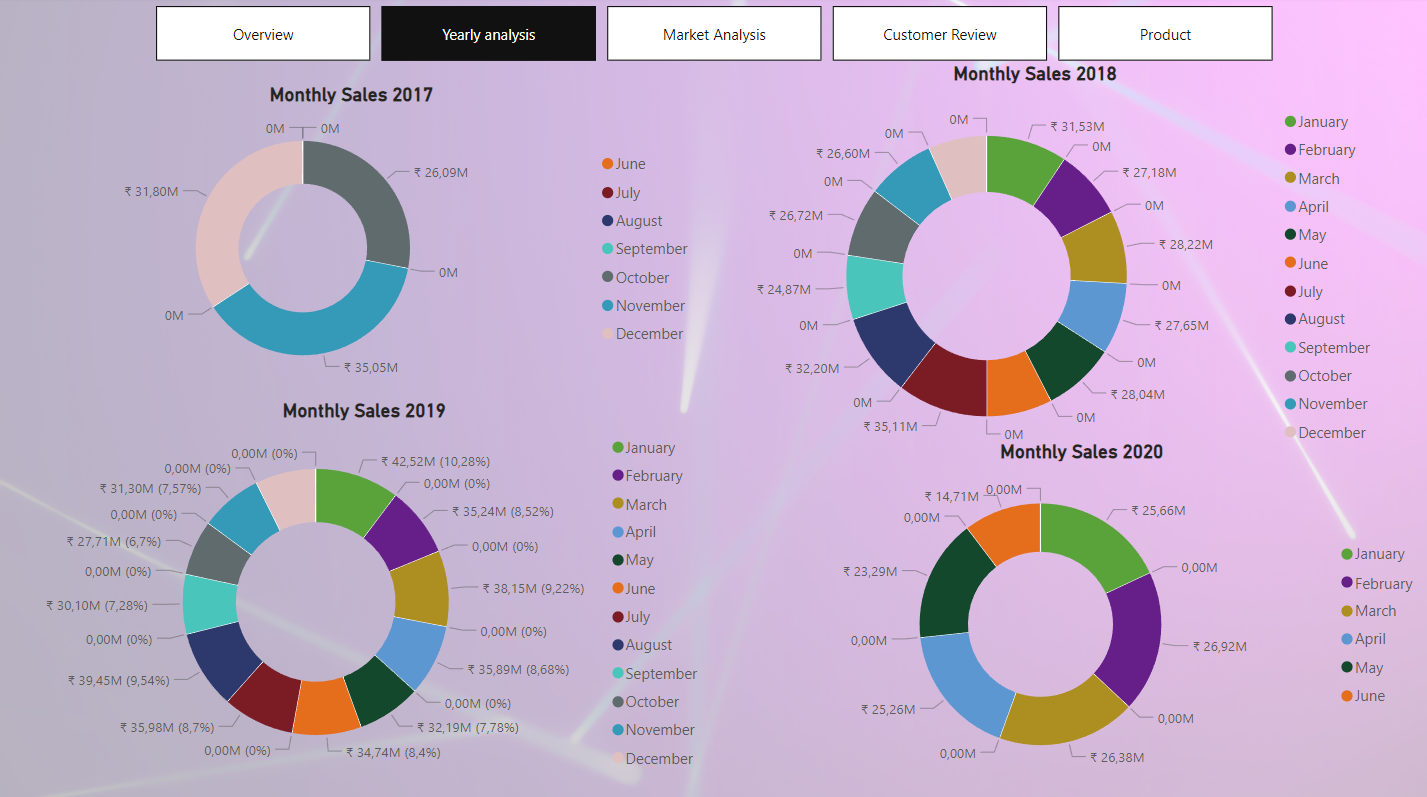 Overview
Yearly analysis
Market Analysis
Customer Review
Product
Monthly Sales 2017
0M
0M
₹ 26,09M
0M
₹ 35,05M
0M
₹ 31,80M
June
July
August
September
October
November
December
Monthly Sales 2018
0M
₹ 31,53M
0M
₹ 27,18M
0M
₹ 28,22M
0M
₹ 27,65M
0M
₹ 28,04M
0M
0M
₹ 35,11M
0M
₹ 32,20M
0M
₹ 24,87M
0M
₹ 26,72M
0M
₹ 26,60M
0M
January
February
March
April
May
June
July
August
September
October
November
December
Monthly Sales 2019
0,00M (0%)
₹ 42,52M (10,28%)
0,00M (0%)
₹ 35,24M (8,52%)
0,00M (0%)
₹ 38,15M (9,22%)
0,00M (0%)
₹ 35,89M (8,68%)
0,00M (0%)
₹ 32,19M (7,78%)
₹ 34,74M (8,4%)
0,00M (0%)
₹ 35,98M (8,7%)
₹ 39,45M (9,54%)
0,00M (0%)
₹ 30,10M (7,28%)
0,00M (0%)
₹ 27,71M (6,7%)
0,00M (0%)
₹ 31,30M (7,57%)
0,00M (0%)
January
February
March
April
May
June
July
August
September
October
November
December
Monthly Sales 2020
0,00M
₹ 25,66M
0,00M
₹ 26,92M
0,00M
₹ 26,38M
0,00M
₹ 25,26M
0,00M
₹ 23,29M
0,00M
₹ 14,71M
January
February
March
April
May
June